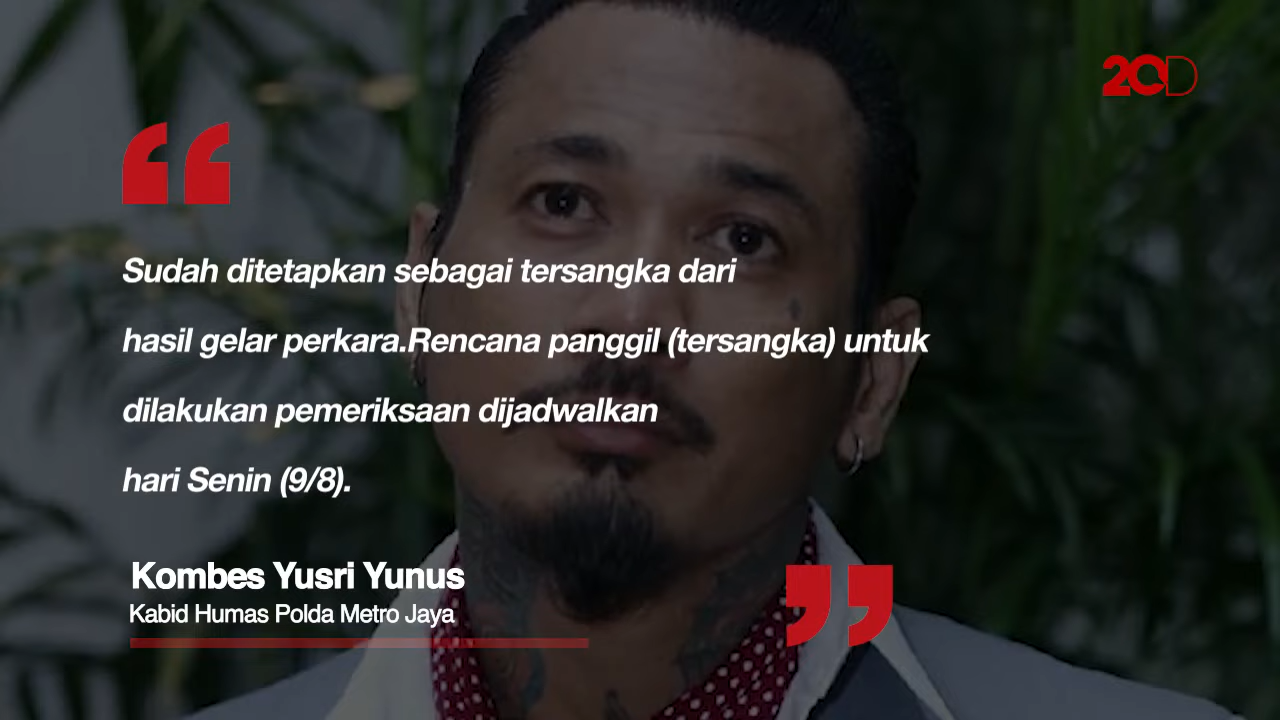 20D
Sudah ditetapkan sebagai tersangka dari
hasil gelar perkara.Rencana panggil (tersangka) untuk
dilakukan pemeriksaan dijadwalkan
hari Senin (9/8).
Kombes Yusri Yunus
Kabid Humas Polda Metro Jaya